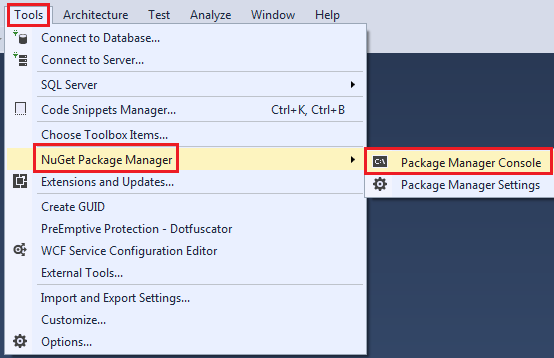 Tools Architecture Test Analyze Window Help
Connect to Database...
Connect to Server...
SQL Server
Code Snippets Manager... Ctrl+K, Ctrl+B
Choose Toolbox Items...
NuGet Package Manager
C:\ Package Manager Console
Extensions and Updates...
Package Manager Settings
Create GUID
PreEmptive Protection - Dotfuscator
WCF Service Configuration Editor
External Tools...
Import and Export Settings...
Customize...
Options...